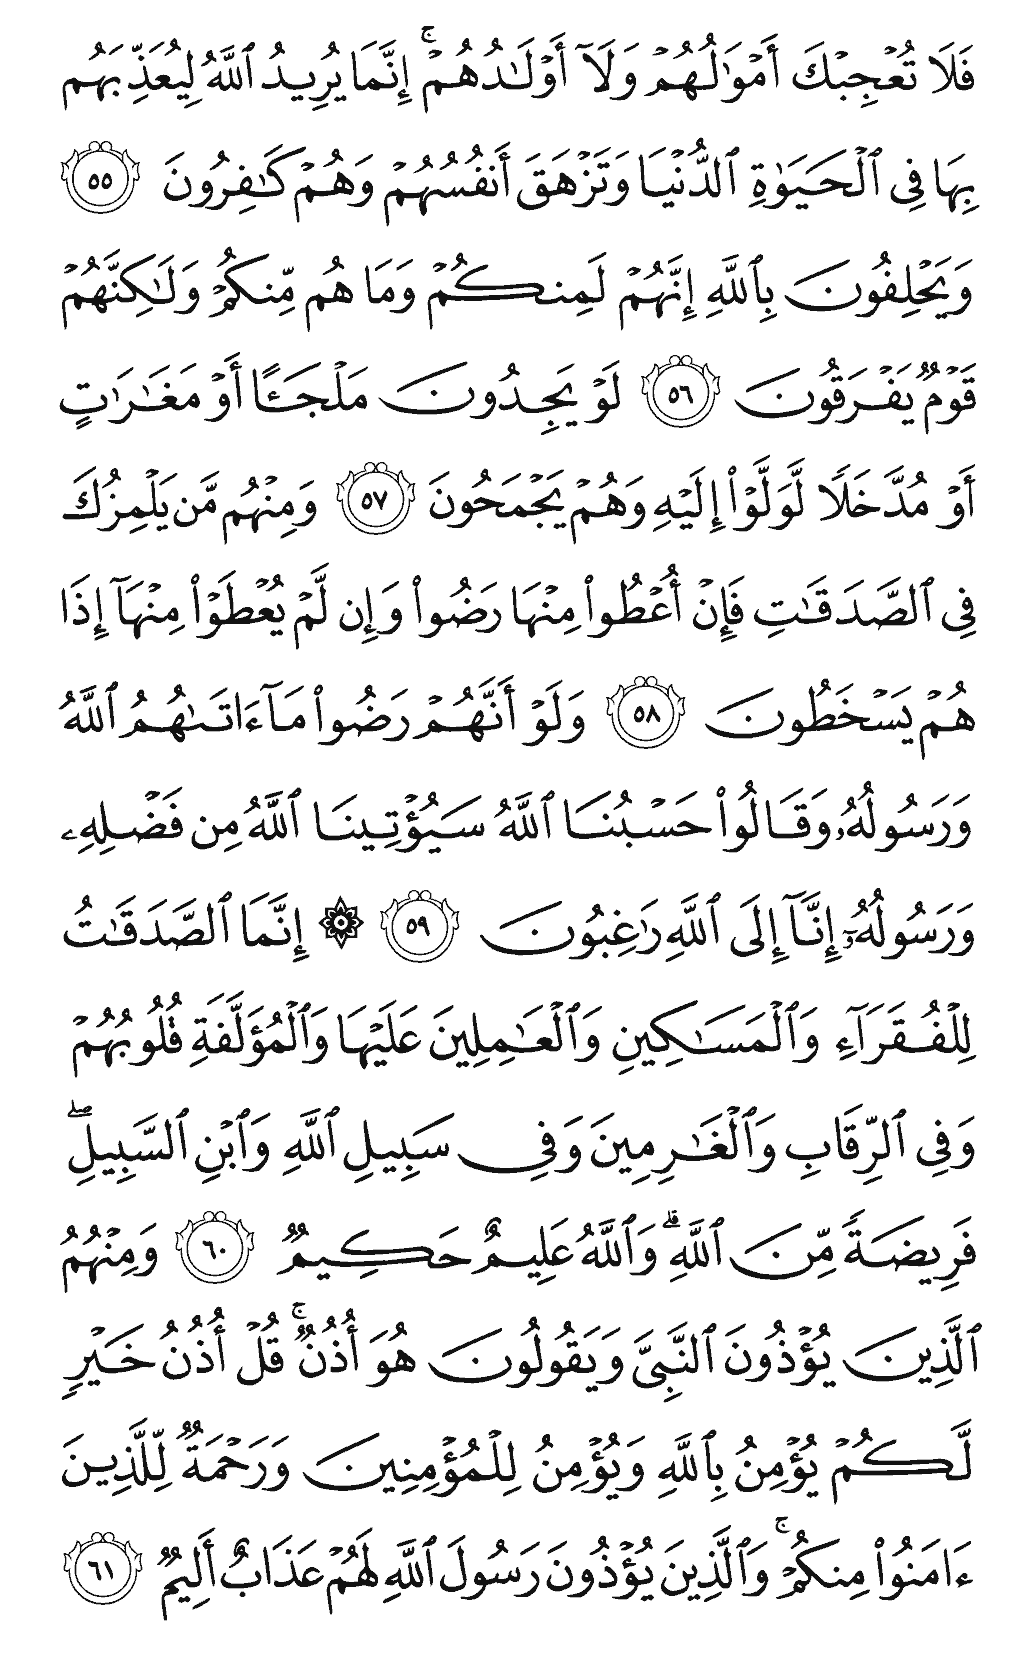 فَلَا تُعۡجِبۡكَ أَمۡوَٰلُهُمۡ وَلَآ أَوۡلَٰدُهُمۡۚ إِنَّمَا يُرِيدُ ٱللَّهُ لِيُعَذِّبَهُم
بِهَا فِي ٱلۡحَيَوٰةِ ٱلدُّنۡيَا وَتَزۡهَقَ أَنفُسُهُمۡ وَهُمۡ كَٰفِرُونَ ٥٥
وَيَحۡلِفُونَ بِٱللَّهِ إِنَّهُمۡ لَمِنكُمۡ وَمَا هُم مِّنكُمۡ وَلَٰكِنَّهُمۡ
قَوۡمٞ يَفۡرَقُونَ ٥٦ لَوۡ يَجِدُونَ مَلۡجَـًٔا أَوۡ مَغَٰرَٰتٍ
أَوۡ مُدَّخَلٗا لَّوَلَّوۡاْ إِلَيۡهِ وَهُمۡ يَجۡمَحُونَ ٥٧ وَمِنۡهُم مَّن يَلۡمِزُكَ
فِي ٱلصَّدَقَٰتِ فَإِنۡ أُعۡطُواْ مِنۡهَا رَضُواْ وَإِن لَّمۡ يُعۡطَوۡاْ مِنۡهَآ إِذَا
هُمۡ يَسۡخَطُونَ ٥٨ وَلَوۡ أَنَّهُمۡ رَضُواْ مَآ ءَاتَىٰهُمُ ٱللَّهُ
وَرَسُولُهُۥ وَقَالُواْ حَسۡبُنَا ٱللَّهُ سَيُؤۡتِينَا ٱللَّهُ مِن فَضۡلِهِۦ
وَرَسُولُهُۥٓ إِنَّآ إِلَى ٱللَّهِ رَٰغِبُونَ ٥٩ ۞ إِنَّمَا ٱلصَّدَقَٰتُ
لِلۡفُقَرَآءِ وَٱلۡمَسَٰكِينِ وَٱلۡعَٰمِلِينَ عَلَيۡهَا وَٱلۡمُؤَلَّفَةِ قُلُوبُهُمۡ
وَفِي ٱلرِّقَابِ وَٱلۡغَٰرِمِينَ وَفِي سَبِيلِ ٱللَّهِ وَٱبۡنِ ٱلسَّبِيلِۖ
فَرِيضَةٗ مِّنَ ٱللَّهِۗ وَٱللَّهُ عَلِيمٌ حَكِيمٞ ٦٠ وَمِنۡهُمُ
ٱلَّذِينَ يُؤۡذُونَ ٱلنَّبِيَّ وَيَقُولُونَ هُوَ أُذُنٞۚ قُلۡ أُذُنُ خَيۡرٖ
لَّكُمۡ يُؤۡمِنُ بِٱللَّهِ وَيُؤۡمِنُ لِلۡمُؤۡمِنِينَ وَرَحۡمَةٞ لِّلَّذِينَ
ءَامَنُواْ مِنكُمۡۚ وَٱلَّذِينَ يُؤۡذُونَ رَسُولَ ٱللَّهِ لَهُمۡ عَذَابٌ أَلِيمٞ ٦١